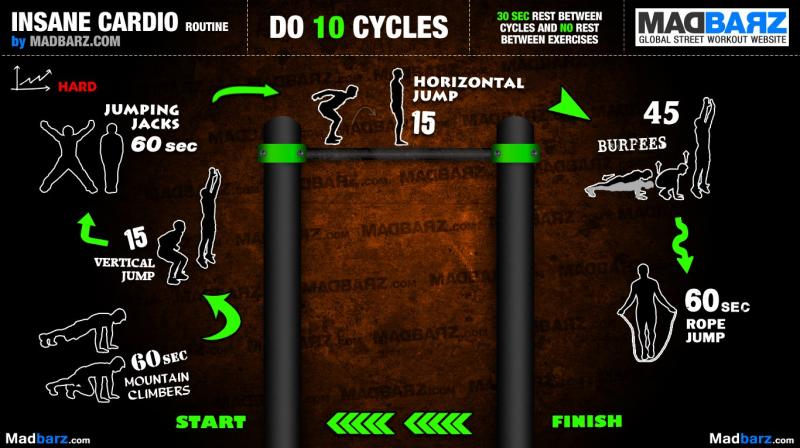 INSANE CARDIO ROUTINE
by MADBARZ.COM
DO 10 CYCLES
30 SEC REST BETWEEN
CYCLES AND NO REST
BETWEEN EXERCISES
MADBARZ
GLOBAL STREET WORKOUT WEBSITE
HARD
JUMPING
JACKS
60 SEC
HORIZONTAL
JUMP
15
45
BURPEES
15
VERTICAL
JUMP
60 SEC
ROPE
JUMP
60 SEC
MOUNTAIN
CLIMBERS
START
FINISH
Madbarz.com
Madbarz.com